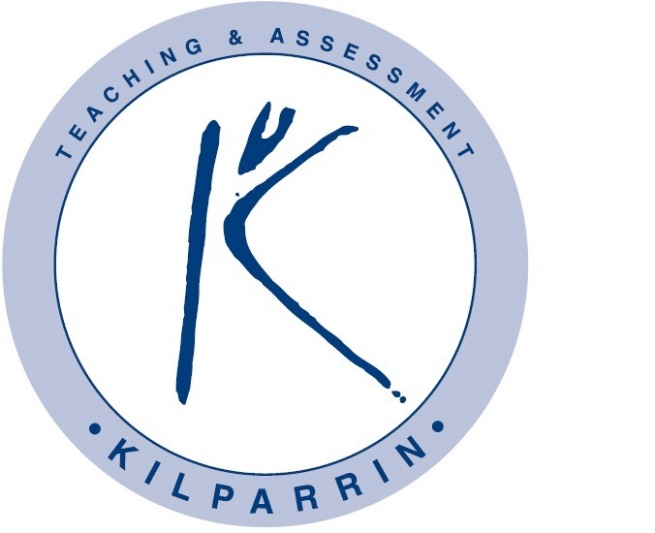 TEACHING & ASSESSMENT
K
• KILPARRIN •